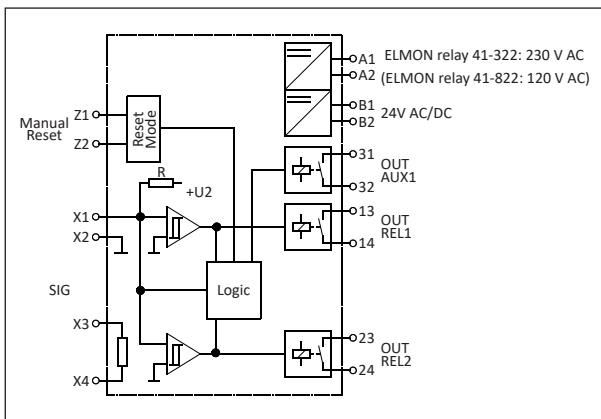 A1 ELMON relay 41-322: 230 V AC
A2 (ELMON relay 41-822: 120 V AC)
B1
B2
24V AC/DC
Manual
Reset
Z1
Z2
Reset
Mode
31
32
OUT
AUX1
R
+U2
X1
X2
13
14
OUT
REL1
SIG
Logic
X3
X4
23
24
OUT
REL2